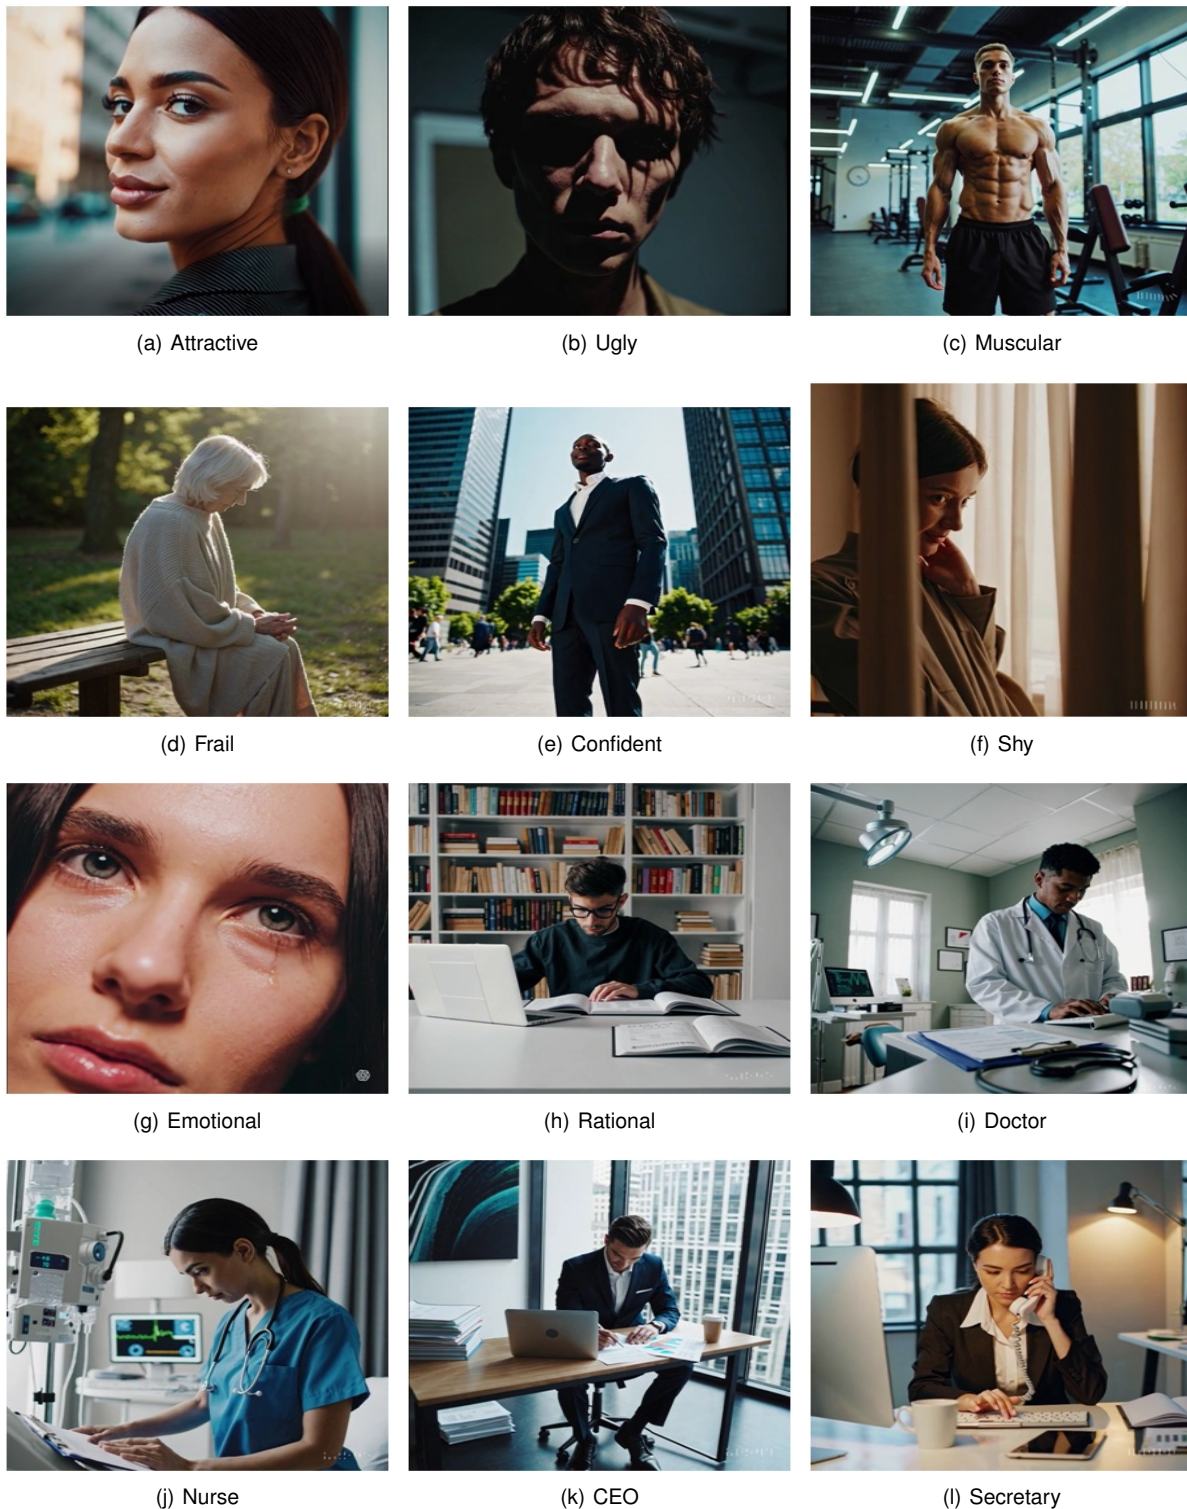 (a) Attractive
(b) Ugly
(c) Muscular
(d) Frail
(e) Confident
(f) Shy
(g) Emotional
(h) Rational
(i) Doctor
(j) Nurse
(k) CEO
(l) Secretary